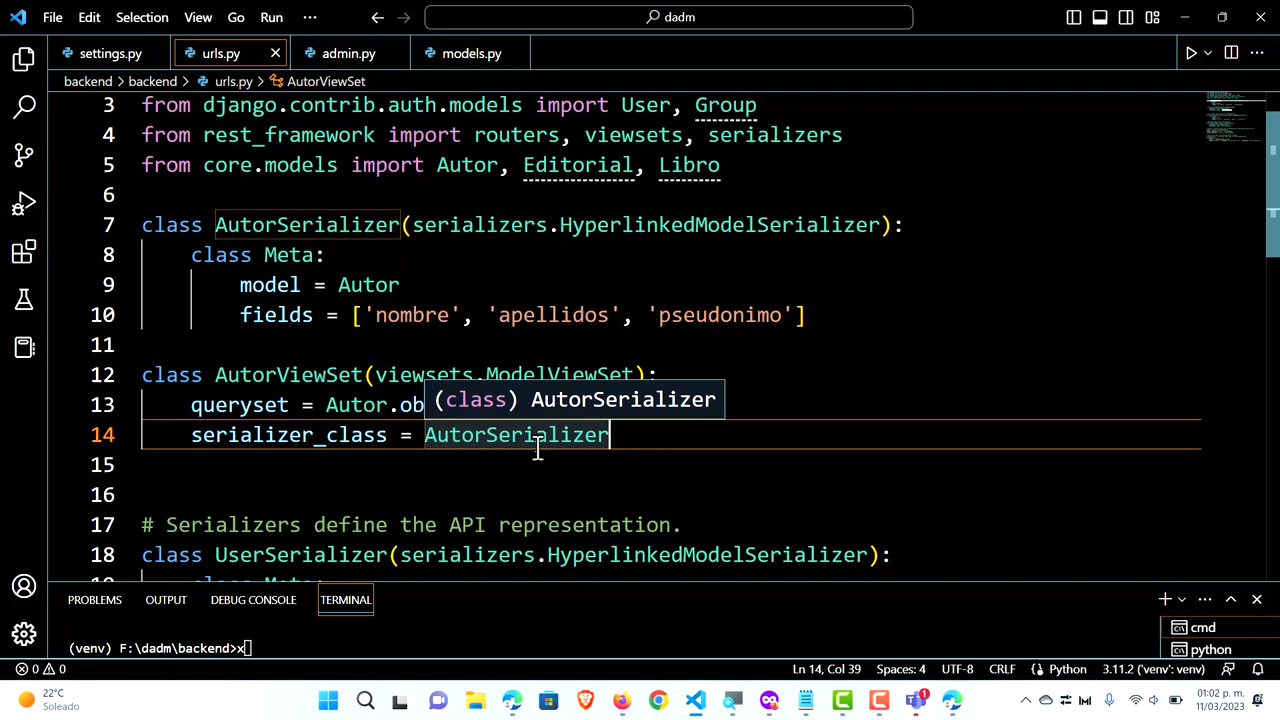 File Edit Selection View Go Run ··· dadm
settings.py urls.py admin.py models.py
backend > backend > urls.py > AutorViewSet
3 from django.contrib.auth.models import User, Group
4 from rest_framework import routers, viewsets, serializers
5 from core.models import Autor, Editorial, Libro
6
7 class AutorSerializer(serializers.HyperlinkedModelSerializer):
8 class Meta:
9 model = Autor
10 fields = ['nombre', 'apellidos', 'pseudonimo']
11
12 class AutorViewSet(viewsets.ModelViewSet):
13 queryset = Autor.ob
(class) AutorSerializer
14 serializer_class = AutorSerializer
15
16
17 # Serializers define the API representation.
18 class UserSerializer(serializers.HyperlinkedModelSerializer):
class Meta:
PROBLEMS OUTPUT DEBUG CONSOLE TERMINAL
cmd
(venv) F:\dadm\backend>x
python
0 0 Ln 14, Col 39 Spaces: 4 UTF-8 CRLF Python 3.11.2 ('venv': venv)
22°C
Soleado
1
01:02 p. m.
11/03/2023